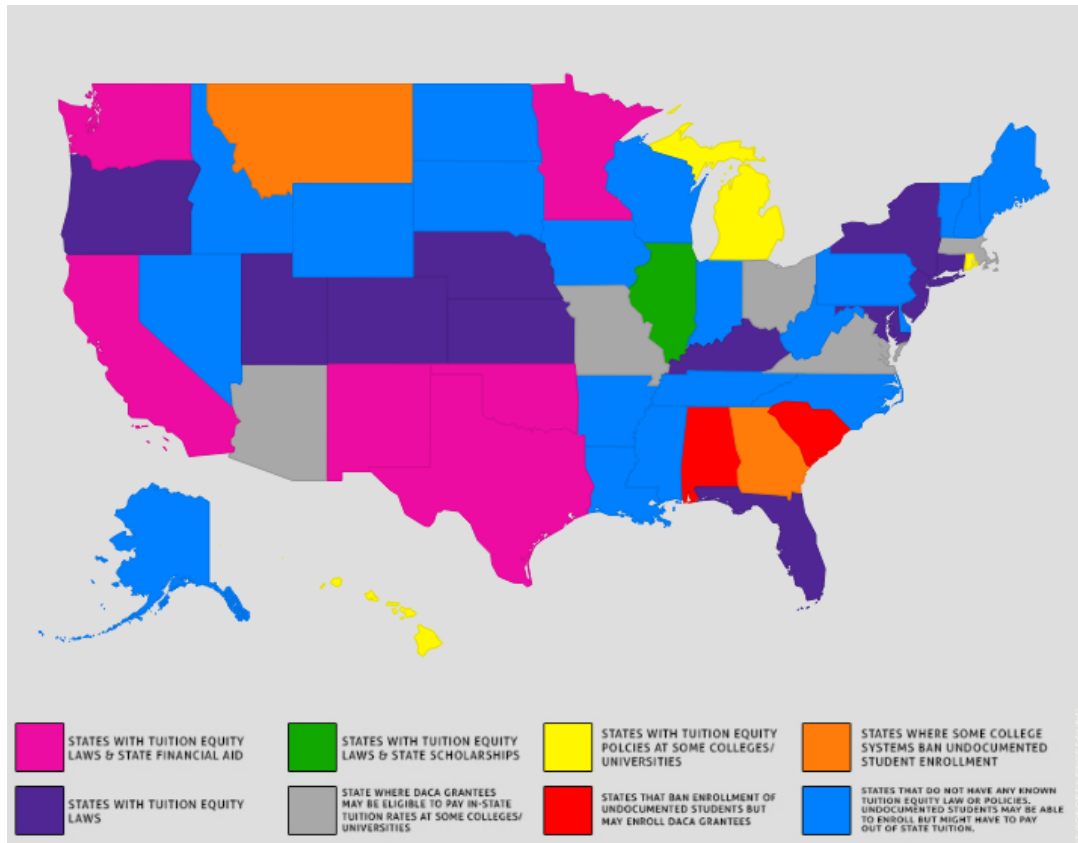 STATES WITH TUITION EQUITY
LAWS & STATE FINANCIAL AID
STATES WITH TUITION EQUITY
LAWS & STATE SCHOLARSHIPS
STATES WITH TUITION EQUITY
POLCIES AT SOME COLLEGES/
UNIVERSITIES
STATES WHERE SOME COLLEGE
SYSTEMS BAN UNDOCUMENTED
STUDENT ENROLLMENT
STATES WITH TUITION EQUITY
LAWS
STATE WHERE DACA GRANTEES
MAY BE ELIGIBLE TO PAY IN-STATE
TUITION RATES AT SOME COLLEGES/
UNIVERSITIES
STATES THAT BAN ENROLLMENT OF
UNDOCUMENTED STUDENTS BUT
MAY ENROLL DACA GRANTEES
STATES THAT DO NOT HAVE ANY KNOWN
TUITION EQUITY LAW OR POLICIES.
UNDOCUMENTED STUDENTS MAY BE ABLE
TO ENROLL BUT MIGHT HAVE TO PAY
OUT OF STATE TUITION.